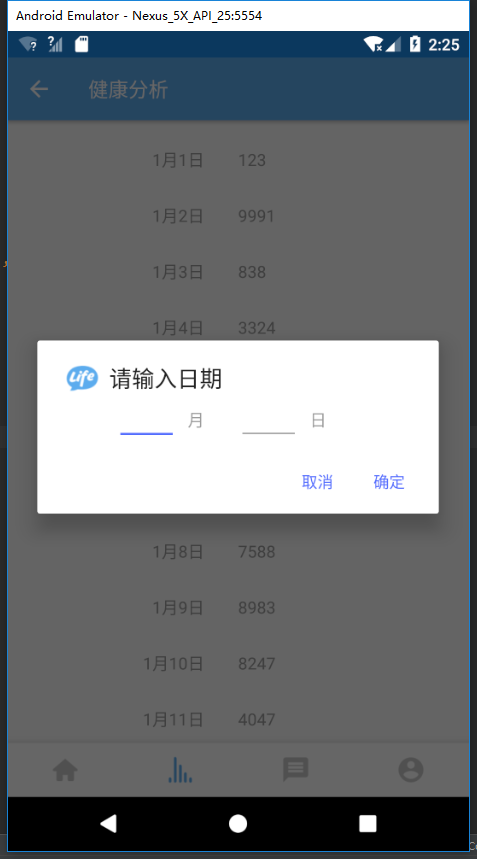 Android Emulator - Nexus_5X_API_25:5554
2:25
健康分析
1月1日 123
1月2日 9991
1月3日 838
1月4日 3324
Life 请输入日期
月 日
取消 确定
1月8日 7588
1月9日 8983
1月10日 8247
1月11日 4047